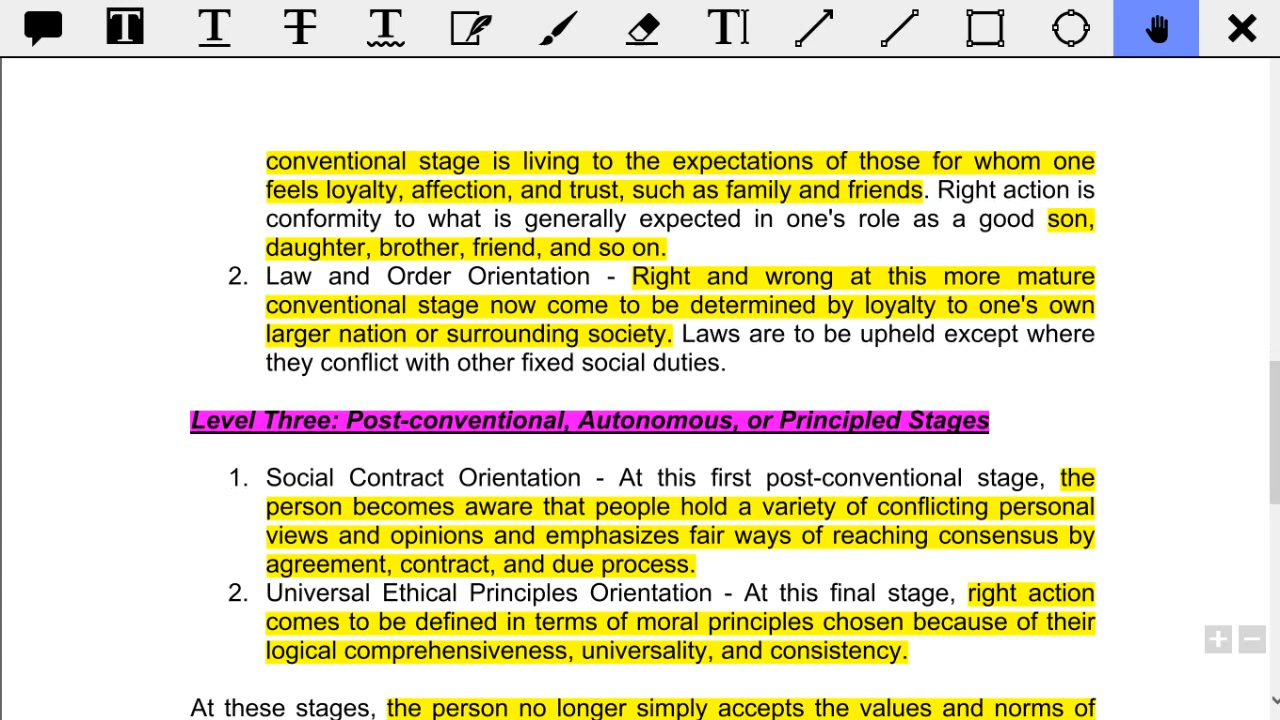 conventional stage is living to the expectations of those for whom one
feels loyalty, affection, and trust, such as family and friends. Right action is
conformity to what is generally expected in one's role as a good son,
daughter, brother, friend, and so on.
2. Law and Order Orientation - Right and wrong at this more mature
conventional stage now come to be determined by loyalty to one's own
larger nation or surrounding society. Laws are to be upheld except where
they conflict with other fixed social duties.
Level Three: Post-conventional, Autonomous, or Principled Stages
1. Social Contract Orientation - At this first post-conventional stage, the
person becomes aware that people hold a variety of conflicting personal
views and opinions and emphasizes fair ways of reaching consensus by
agreement, contract, and due process.
2. Universal Ethical Principles Orientation - At this final stage, right action
comes to be defined in terms of moral principles chosen because of their
logical comprehensiveness, universality, and consistency.
At these stages, the person no longer simply accepts the values and norms of